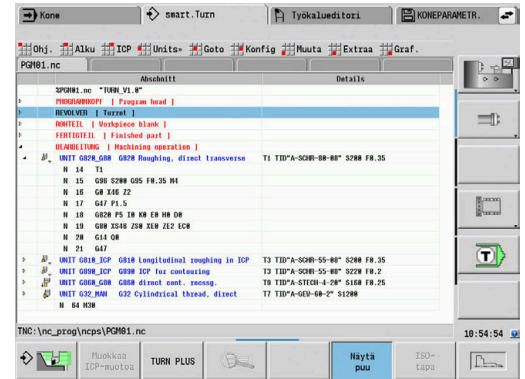 Kone
smart.Turn
Työkalueditori
KONEPARAMETR.
Ohj. Alku ICP Units» Goto Konfig Muuta Extraa Graf.
PGM01.nc
Abschnitt Details
%PGM01.nc "TURN_V1.0"
PROGRAMMKOPF [ Program head ]
REVOLVER [ Turret ]
ROHTEIL [ Workpiece blank ]
FERTIGTEIL [ Finished part ]
BEARBEITUNG [ Machining operation ]
UNIT G820_G80 G820 Roughing, direct transverse T1 TID"A-SCHR-80-08" S200 F0.35
N 14 T1
N 15 G96 S200 G95 F0.35 M4
N 16 G0 X46 Z2
N 17 G47 P1.5
N 18 G820 P5 I0 K0 E0 H0 D0
N 19 G80 XS46 ZS0 XE0 ZE2 EC0
N 20 G14 Q0
N 21 G47
UNIT G810_ICP G810 Longitudinal roughing in ICP T3 TID"A-SCHR-55-08" S200 F0.35
UNIT G890_ICP G890 ICP for contouring T3 TID"A-SCHR-55-08" S220 F0.2
UNIT G860_G80 G860 direct cont. recssg. T8 TID"A-STECH-4-20" S160 F0.25
UNIT G32_MAN G32 Cylindrical thread, direct T7 TID"A-GEW-60-2" S1200
N 64 M30
TNC:\nc_prog\ncps\PGM01.nc
10:54:54
Muokkaa ICP-muotoa
TURN PLUS
Näytä puu
ISO-tapa
T